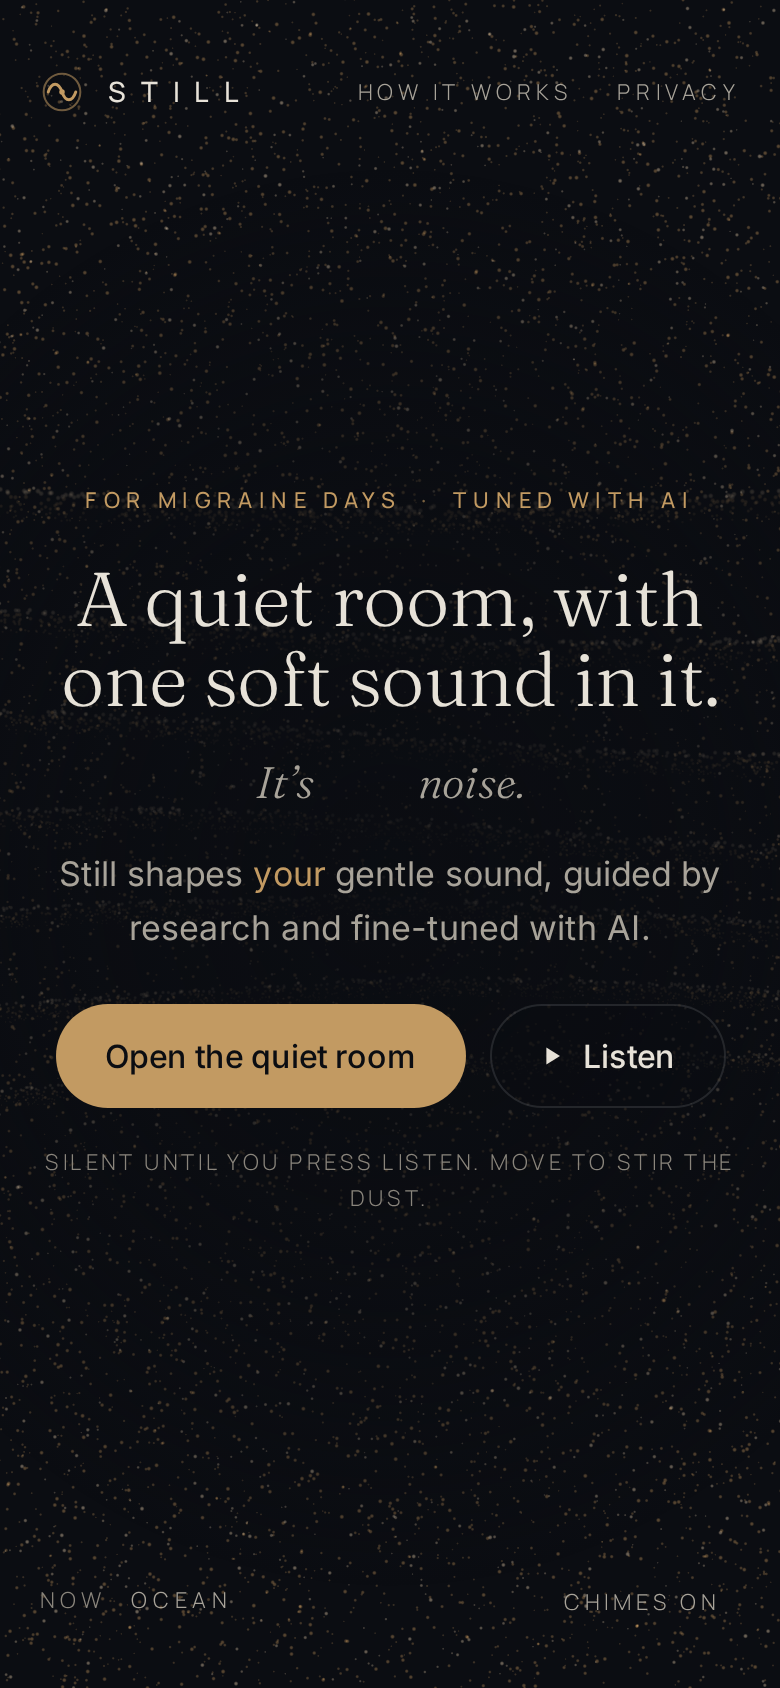 STILL
HOW IT WORKS
PRIVACY
FOR MIGRAINE DAYS · TUNED WITH AI
A quiet room, with
one soft sound in it.
It’s noise.
Still shapes your gentle sound, guided by
research and fine-tuned with AI.
Open the quiet room
Listen
SILENT UNTIL YOU PRESS LISTEN. MOVE TO STIR THE
DUST.
NOW OCEAN
CHIMES ON